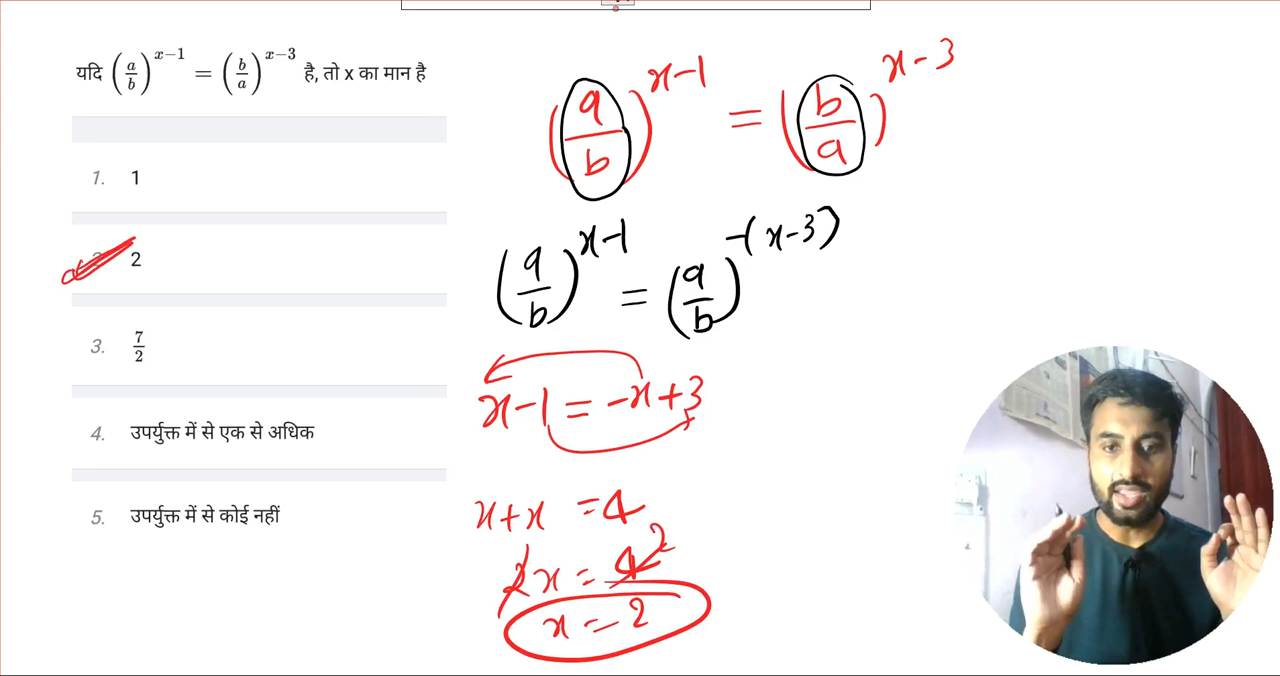 यदि (a/b)^(x−1) = (b/a)^(x−3) है, तो x का मान है
1. 1
2
3. 7/2
4. उपर्युक्त में से एक से अधिक
5. उपर्युक्त में से कोई नहीं
(a/b)^(x-1) = (b/a)^(x-3)
(a/b)^(x-1) = (a/b)^(-(x-3))
x-1 = -x+3
x+x = 4
2x = 4 2
x = 2